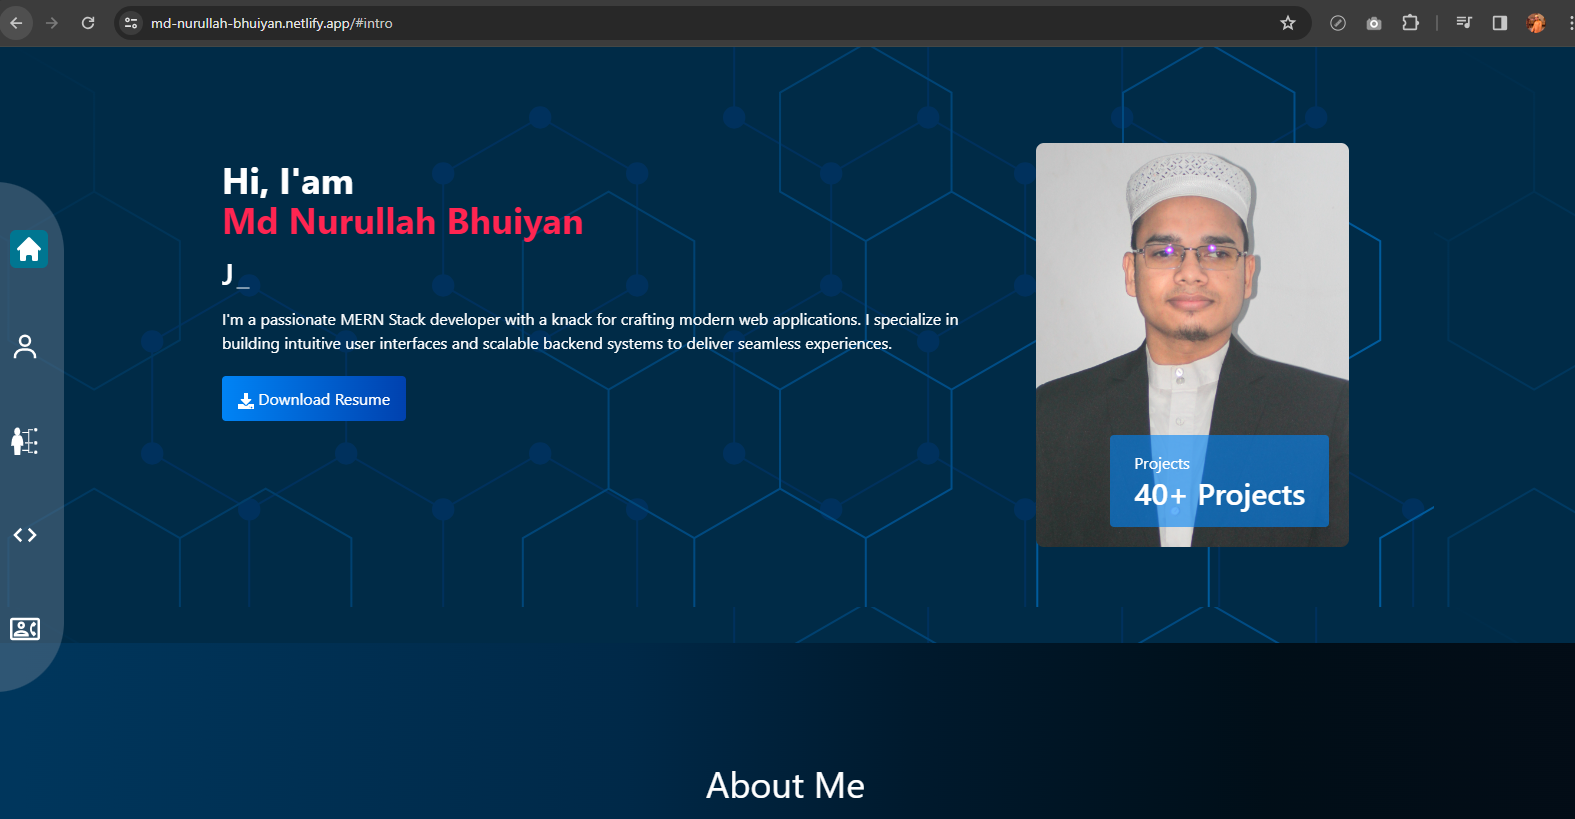 md-nurullah-bhuiyan.netlify.app/#intro
Hi, I'am
Md Nurullah Bhuiyan
J_
I'm a passionate MERN Stack developer with a knack for crafting modern web applications. I specialize in
building intuitive user interfaces and scalable backend systems to deliver seamless experiences.
Download Resume
Projects
40+ Projects
About Me